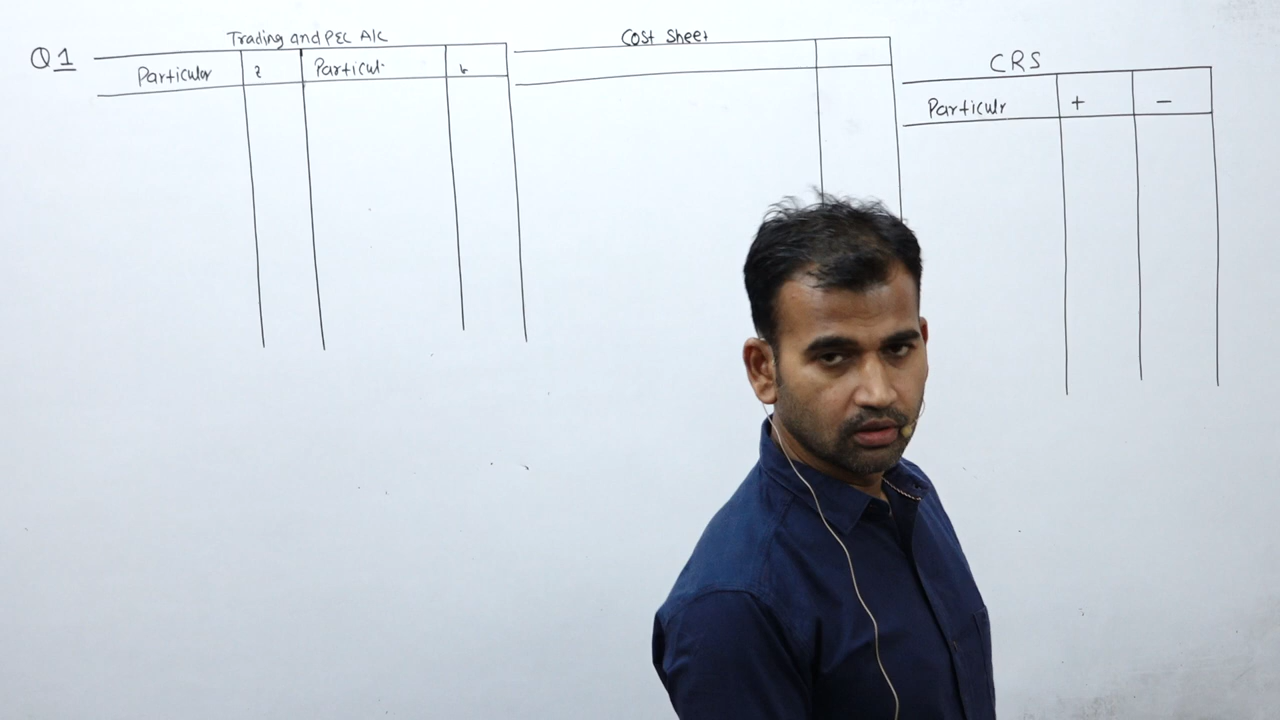 Q1
Trading and P&L A/C
Particular ₹ Particul. ₹
Cost Sheet
CRS
Particulr + -